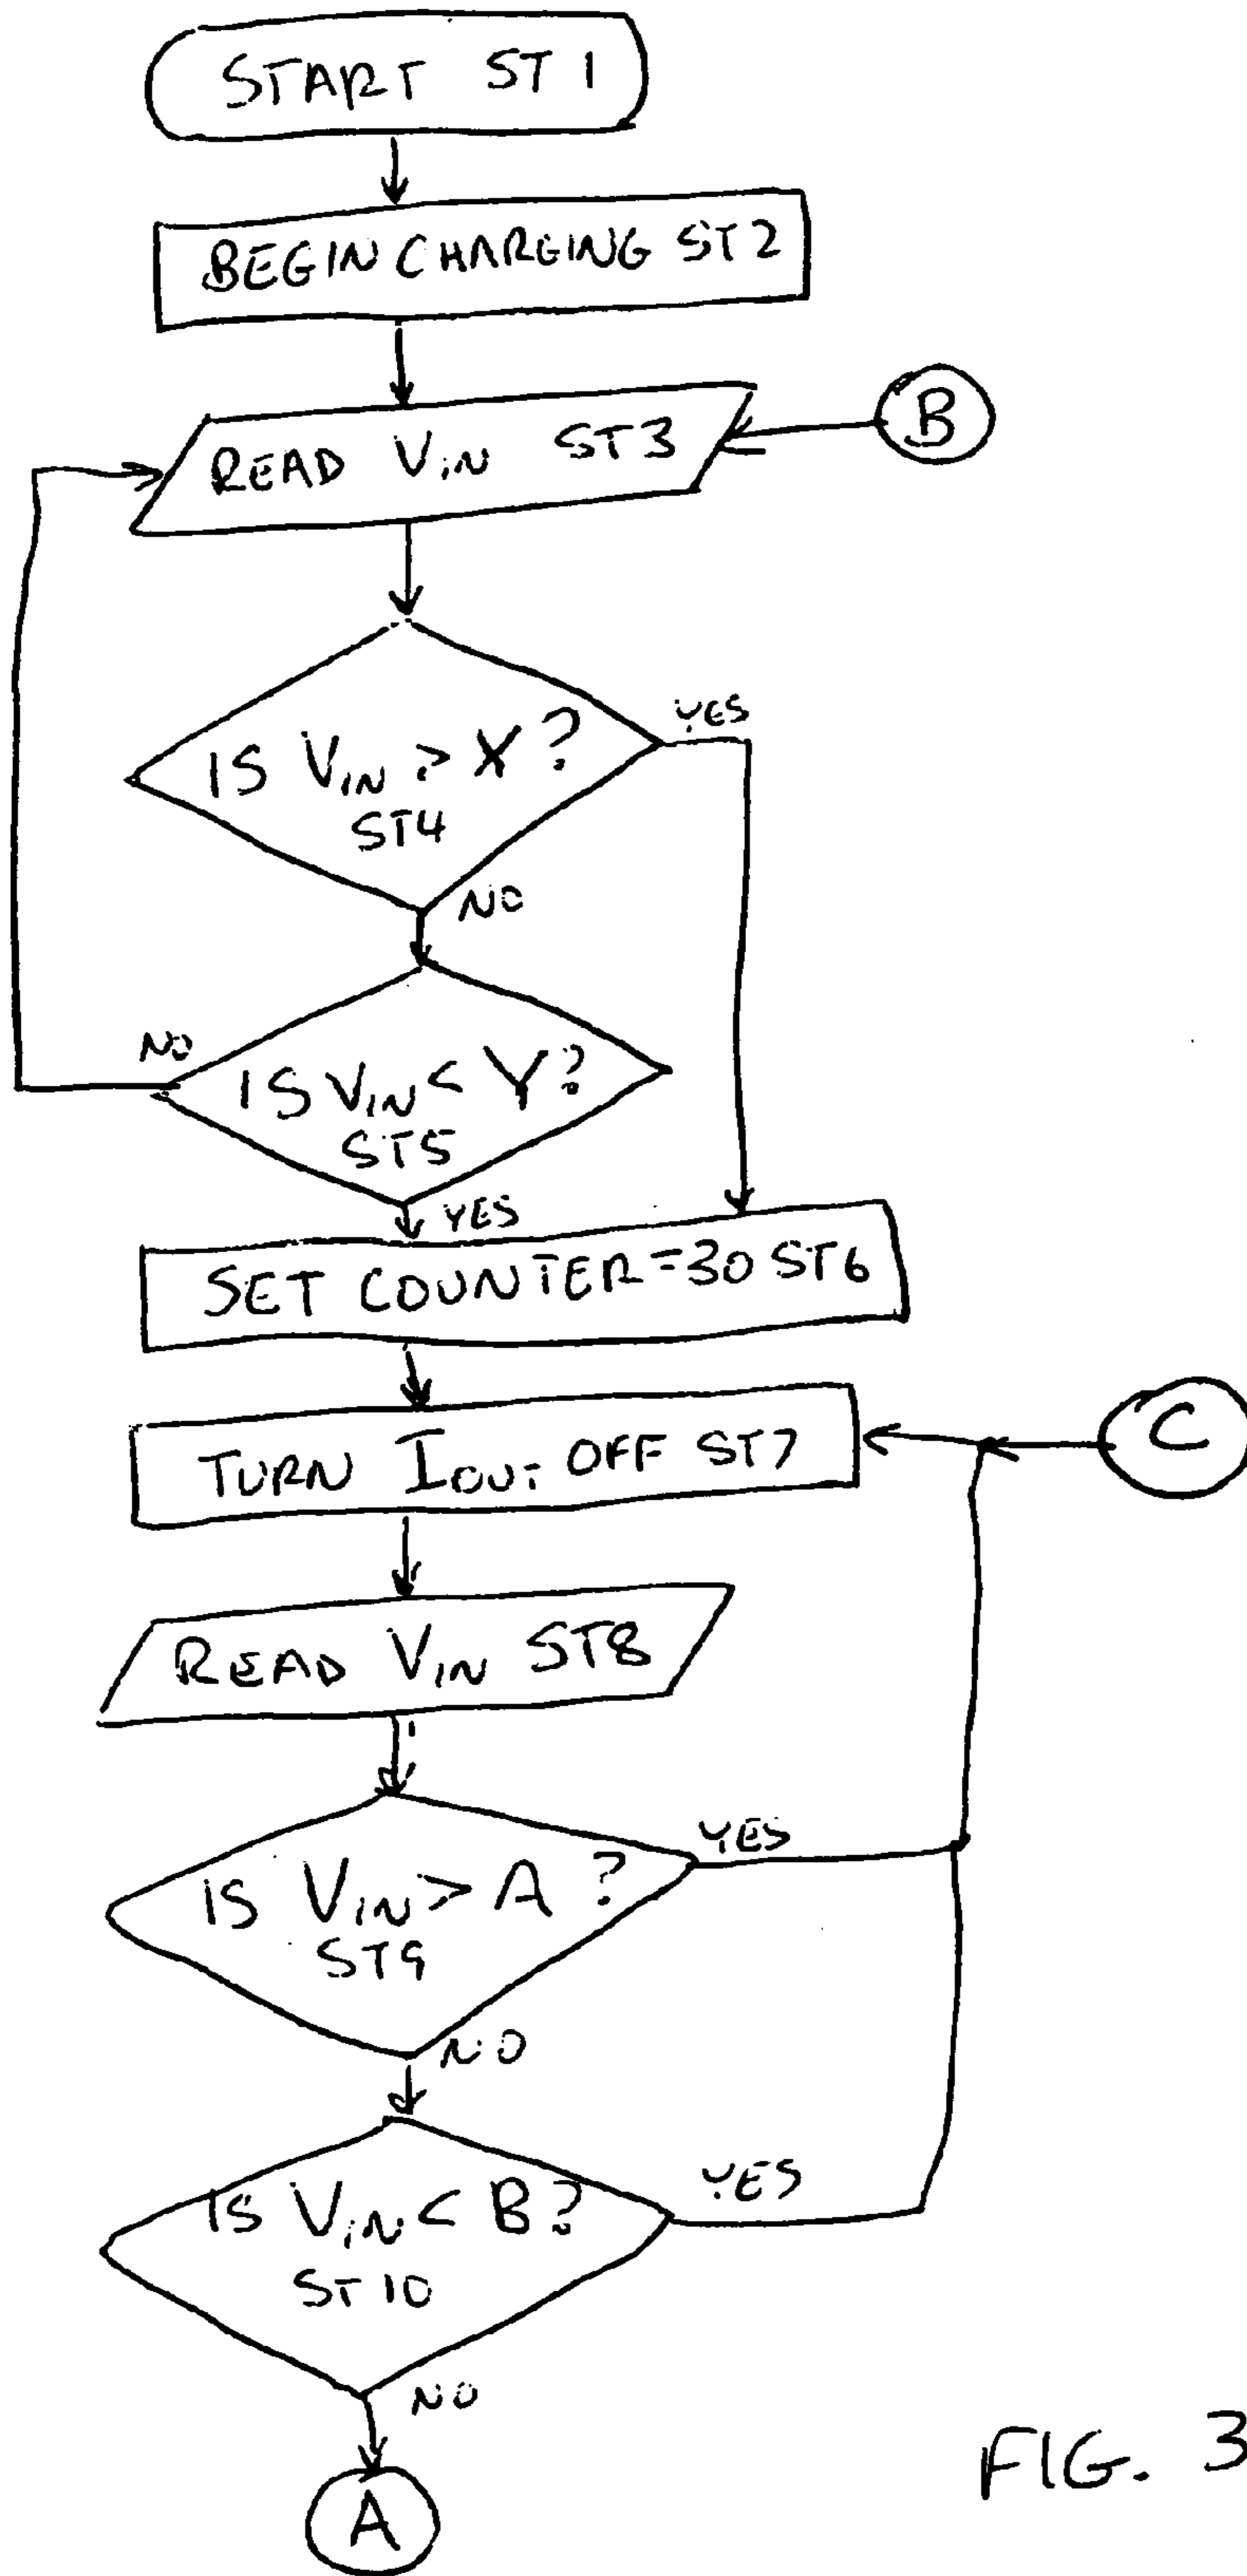 START ST 1
BEGIN CHARGING ST2
READ VIN ST3
B
YES
IS VIN > X?
ST4
NO
NO
IS VIN < Y?
ST5
YES
SET COUNTER=30 ST6
TURN IOUT OFF ST7
C
READ VIN ST8
YES
IS VIN > A ?
ST9
NO
YES
IS VIN < B?
ST10
NO
A
FIG. 3